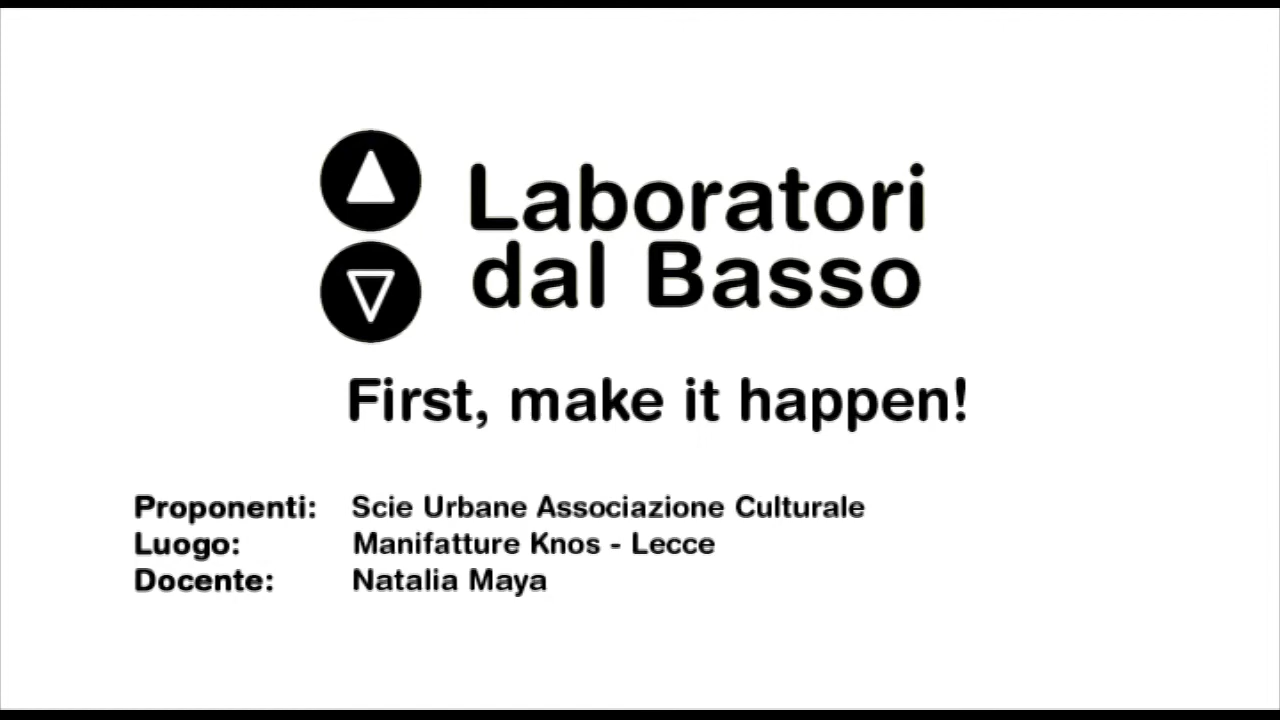 Laboratori
dal Basso
First, make it happen!
Proponenti: Scie Urbane Associazione Culturale
Luogo: Manifatture Knos - Lecce
Docente: Natalia Maya